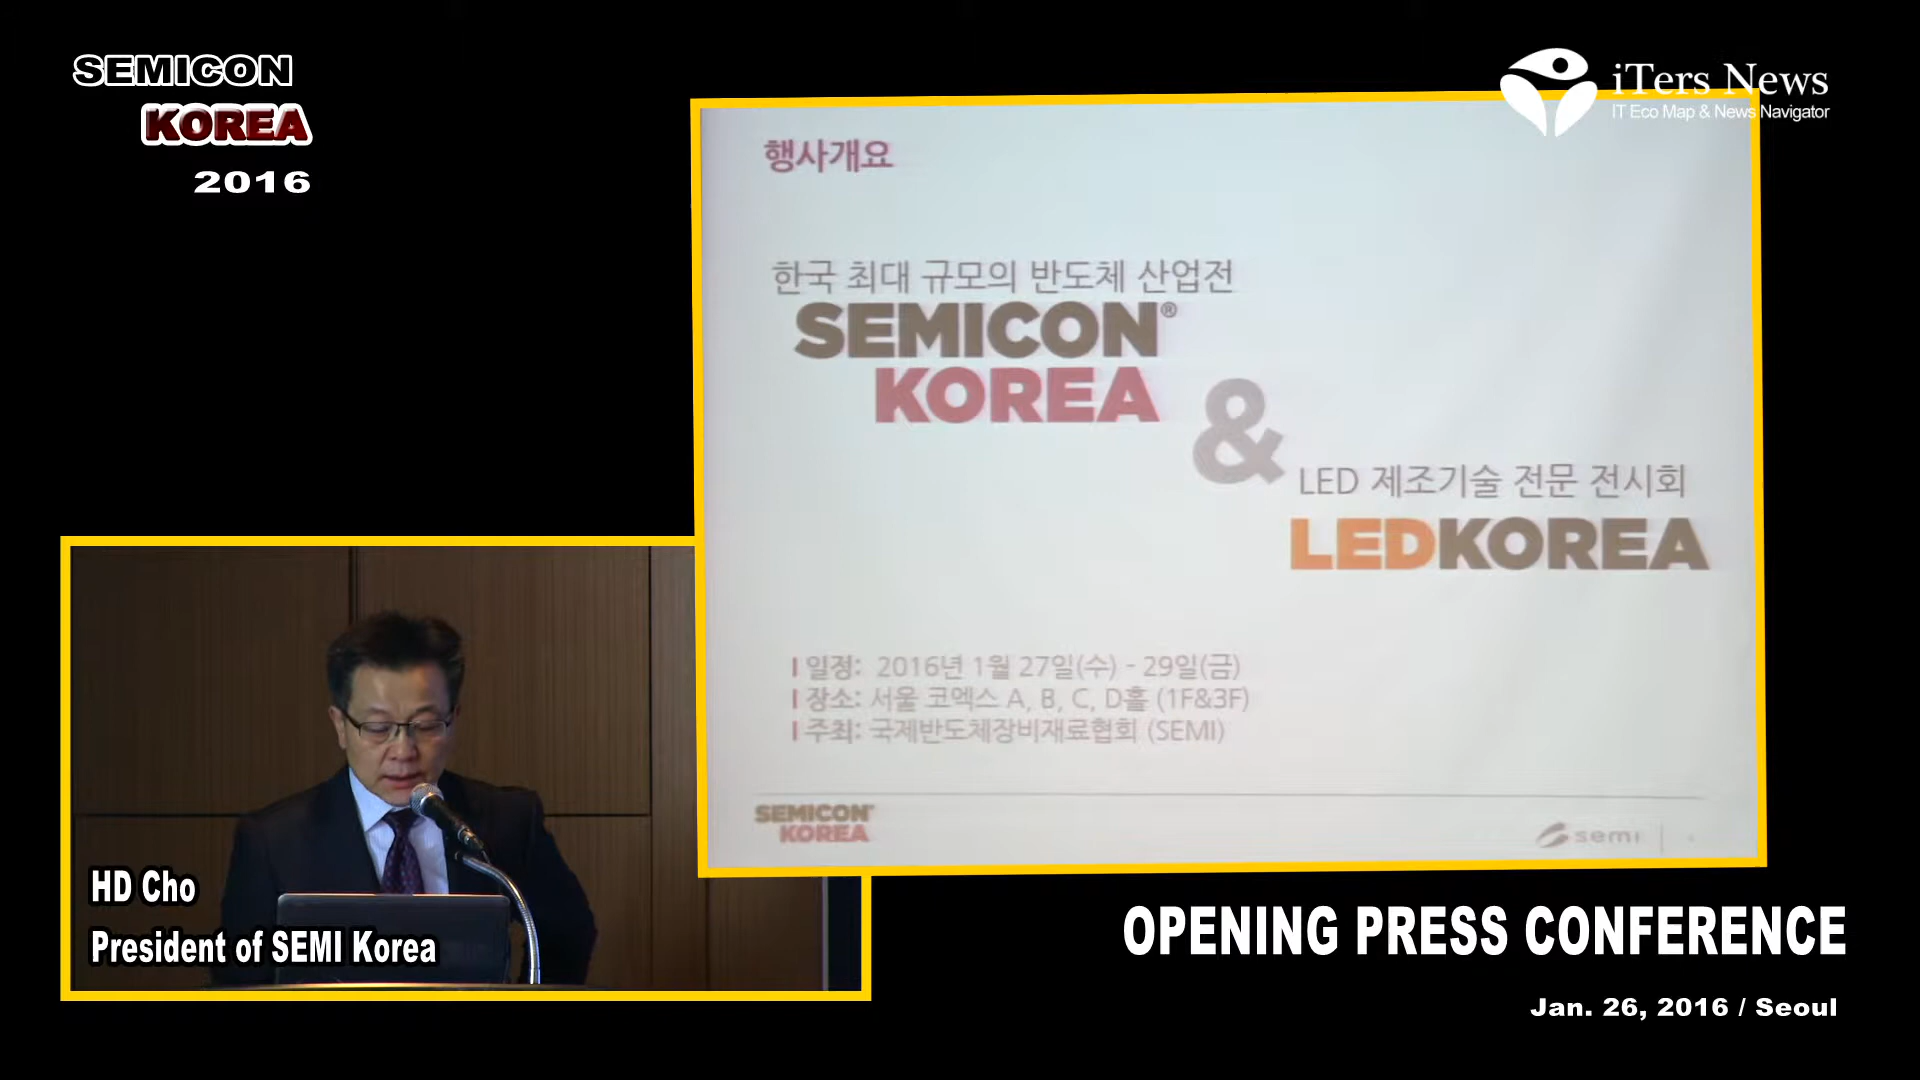 SEMICON
KOREA
2016
iTers News
IT Eco Map & News Navigator
행사개요
한국 최대 규모의 반도체 산업전
SEMICON®
KOREA
&
LED 제조기술 전문 전시회
LEDKOREA
I 일정: 2016년 1월 27일(수) - 29일(금)
I 장소: 서울 코엑스 A, B, C, D홀 (1F&3F)
I 주최: 국제반도체장비재료협회 (SEMI)
SEMICON®
KOREA
semi
HD Cho
President of SEMI Korea
OPENING PRESS CONFERENCE
Jan. 26, 2016 / Seoul